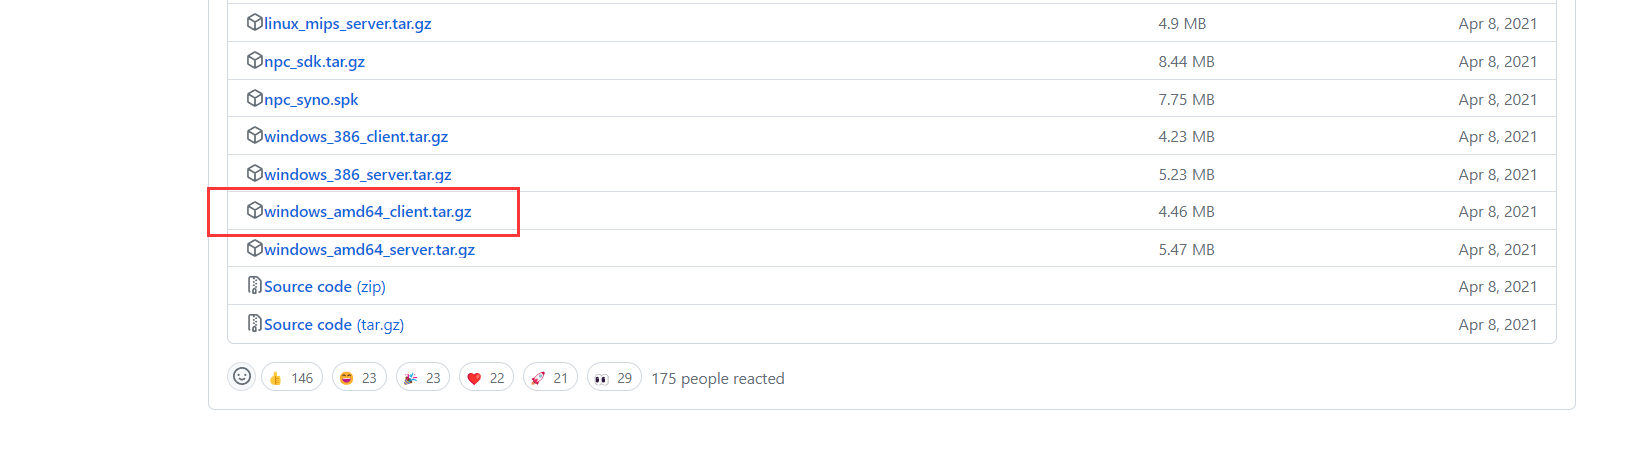 linux_mips_server.tar.gz 4.9 MB Apr 8, 2021
npc_sdk.tar.gz 8.44 MB Apr 8, 2021
npc_syno.spk 7.75 MB Apr 8, 2021
windows_386_client.tar.gz 4.23 MB Apr 8, 2021
windows_386_server.tar.gz 5.23 MB Apr 8, 2021
windows_amd64_client.tar.gz 4.46 MB Apr 8, 2021
windows_amd64_server.tar.gz 5.47 MB Apr 8, 2021
Source code (zip) Apr 8, 2021
Source code (tar.gz) Apr 8, 2021
👍 146 😄 23 🎉 23 ❤️ 22 🚀 21 👀 29 175 people reacted